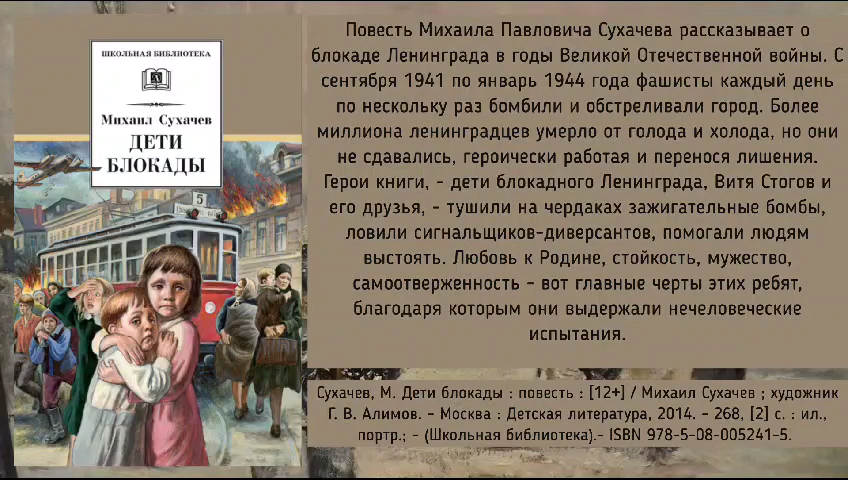 ШКОЛЬНАЯ БИБЛИОТЕКА
Михаил Сухачев
ДЕТИ
БЛОКАДЫ
5
Повесть Михаила Павловича Сухачева рассказывает о
блокаде Ленинграда в годы Великой Отечественной войны. С
сентября 1941 по январь 1944 года фашисты каждый день
по нескольку раз бомбили и обстреливали город. Более
миллиона ленинградцев умерло от голода и холода, но они
не сдавались, героически работая и перенося лишения.
Герои книги, - дети блокадного Ленинграда, Витя Стогов и
его друзья, - тушили на чердаках зажигательные бомбы,
ловили сигнальщиков-диверсантов, помогали людям
выстоять. Любовь к Родине, стойкость, мужество,
самоотверженность - вот главные черты этих ребят,
благодаря которым они выдержали нечеловеческие
испытания.
Сухачев, М. Дети блокады : повесть : [12+] / Михаил Сухачев ; художник
Г. В. Алимов. - Москва : Детская литература, 2014. - 268, [2] с. : ил.,
портр.; - (Школьная библиотека).- ISBN 978-5-08-005241-5.